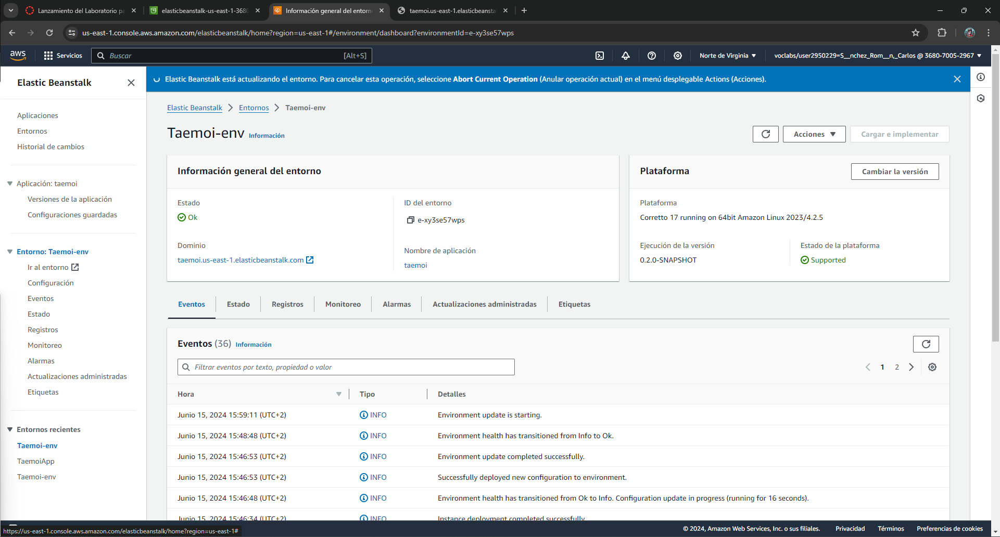 Lanzamiento del Laboratorio pa
elasticbeanstalk-us-east-1-3680
Información general del entorno
taemoi.us-east-1.elasticbeansta
us-east-1.console.aws.amazon.com/elasticbeanstalk/home?region=us-east-1#/environment/dashboard?environmentId=e-xy3se57wps
aws
Servicios
Buscar
[Alt+S]
Norte de Virginia
voclabs/user2950229=S__nchez_Rom__n,_Carlos @ 3680-7005-2967
Elastic Beanstalk
Aplicaciones
Entornos
Historial de cambios
Aplicación: taemoi
Versiones de la aplicación
Configuraciones guardadas
Entorno: Taemoi-env
Ir al entorno
Configuración
Eventos
Estado
Registros
Monitoreo
Alarmas
Actualizaciones administradas
Etiquetas
Entornos recientes
Taemoi-env
TaemoiApp
Taemoi-env
Elastic Beanstalk está actualizando el entorno. Para cancelar esta operación, seleccione Abort Current Operation (Anular operación actual) en el menú desplegable Actions (Acciones).
Elastic Beanstalk
Entornos
Taemoi-env
Taemoi-env Información
Acciones
Cargar e implementar
Información general del entorno
Estado
Ok
Dominio
taemoi.us-east-1.elasticbeanstalk.com
ID del entorno
e-xy3se57wps
Nombre de aplicación
taemoi
Plataforma
Cambiar la versión
Plataforma
Corretto 17 running on 64bit Amazon Linux 2023/4.2.5
Ejecución de la versión
0.2.0-SNAPSHOT
Estado de la plataforma
Supported
Eventos
Estado
Registros
Monitoreo
Alarmas
Actualizaciones administradas
Etiquetas
Eventos (36) Información
Filtrar eventos por texto, propiedad o valor
1 2
Hora Tipo Detalles
Junio 15, 2024 15:59:11 (UTC+2) INFO Environment update is starting.
Junio 15, 2024 15:48:48 (UTC+2) INFO Environment health has transitioned from Info to Ok.
Junio 15, 2024 15:46:53 (UTC+2) INFO Environment update completed successfully.
Junio 15, 2024 15:46:53 (UTC+2) INFO Successfully deployed new configuration to environment.
Junio 15, 2024 15:46:48 (UTC+2) INFO Environment health has transitioned from Ok to Info. Configuration update in progress (running for 16 seconds).
Junio 15, 2024 15:46:34 (UTC+2) INFO Instance deployment completed successfully.
https://us-east-1.console.aws.amazon.com/elasticbeanstalk/home?region=us-east-1#
© 2024, Amazon Web Services, Inc. o sus filiales.
Privacidad
Términos
Preferencias de cookies